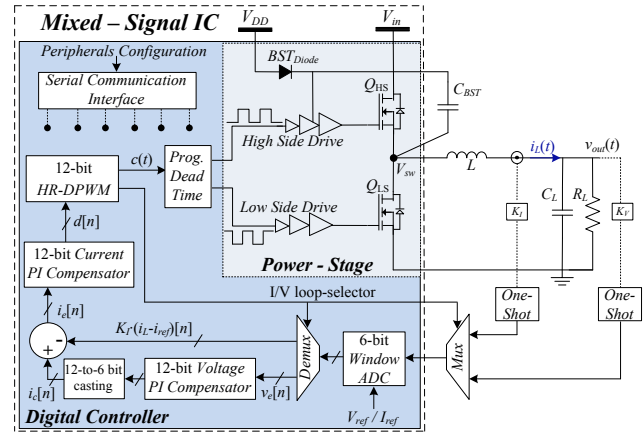 Mixed – Signal IC
V_DD
V_in
Peripherals Configuration
BST_Diode
Serial Communication
Interface
Q_HS
C_BST
High Side Drive
12-bit
HR-DPWM
c(t)
Prog.
Dead
Time
V_sw
L
i_L(t)
v_out(t)
Q_LS
C_L
R_L
K_I
K_V
Low Side Drive
d[n]
12-bit Current
PI Compensator
Power - Stage
I/V loop-selector
One-
Shot
One-
Shot
i_e[n]
K_I·(i_L-i_ref)[n]
+
-
Demux
6-bit
Window
ADC
Mux
12-to-6 bit
casting
12-bit Voltage
PI Compensator
i_c[n]
v_e[n]
Digital Controller
V_ref / I_ref